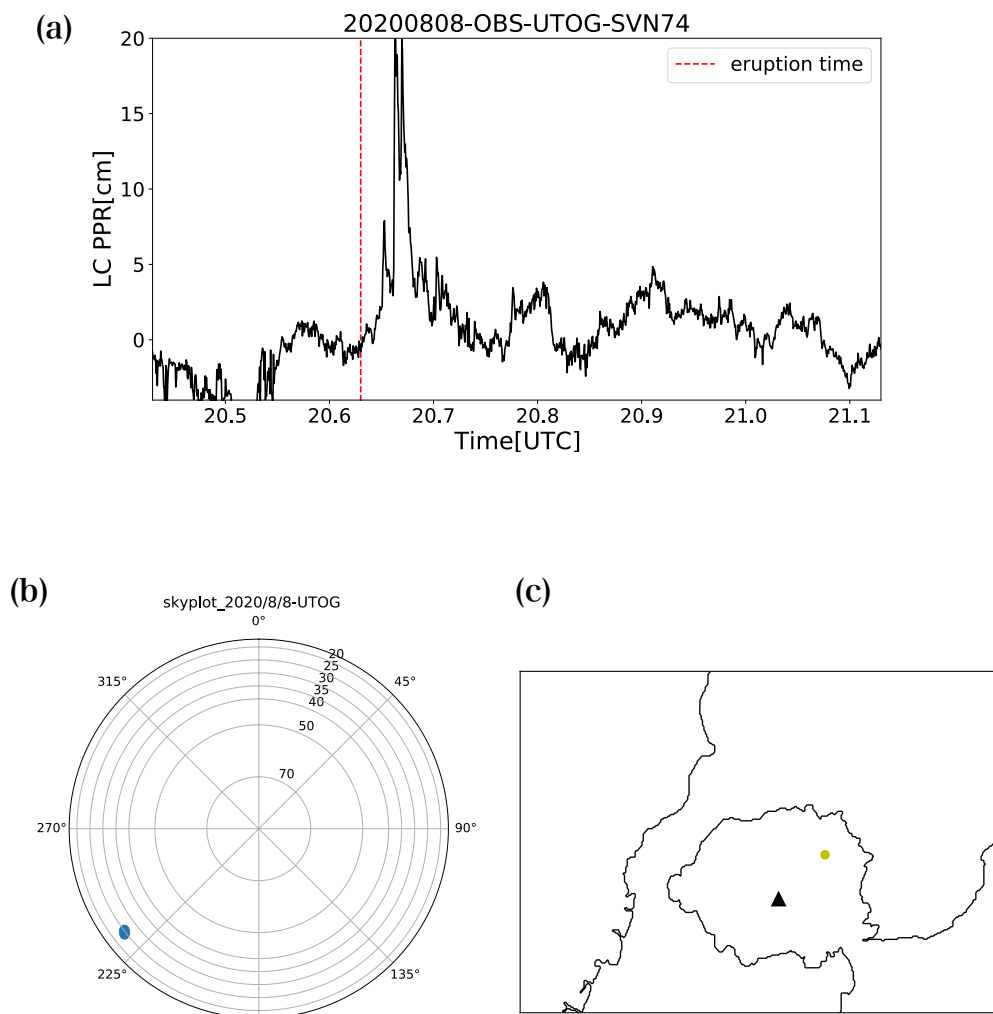 (a)
20200808-OBS-UTOG-SVN74
20
15
10
5
0
LC PPR[cm]
eruption time
20.5 20.6 20.7 20.8 20.9 21.0 21.1
Time[UTC]
(b)
skyplot_2020/8/8-UTOG
0°
315°
45°
20
25
30
35
40
50
70
270°
90°
225°
135°
(c)